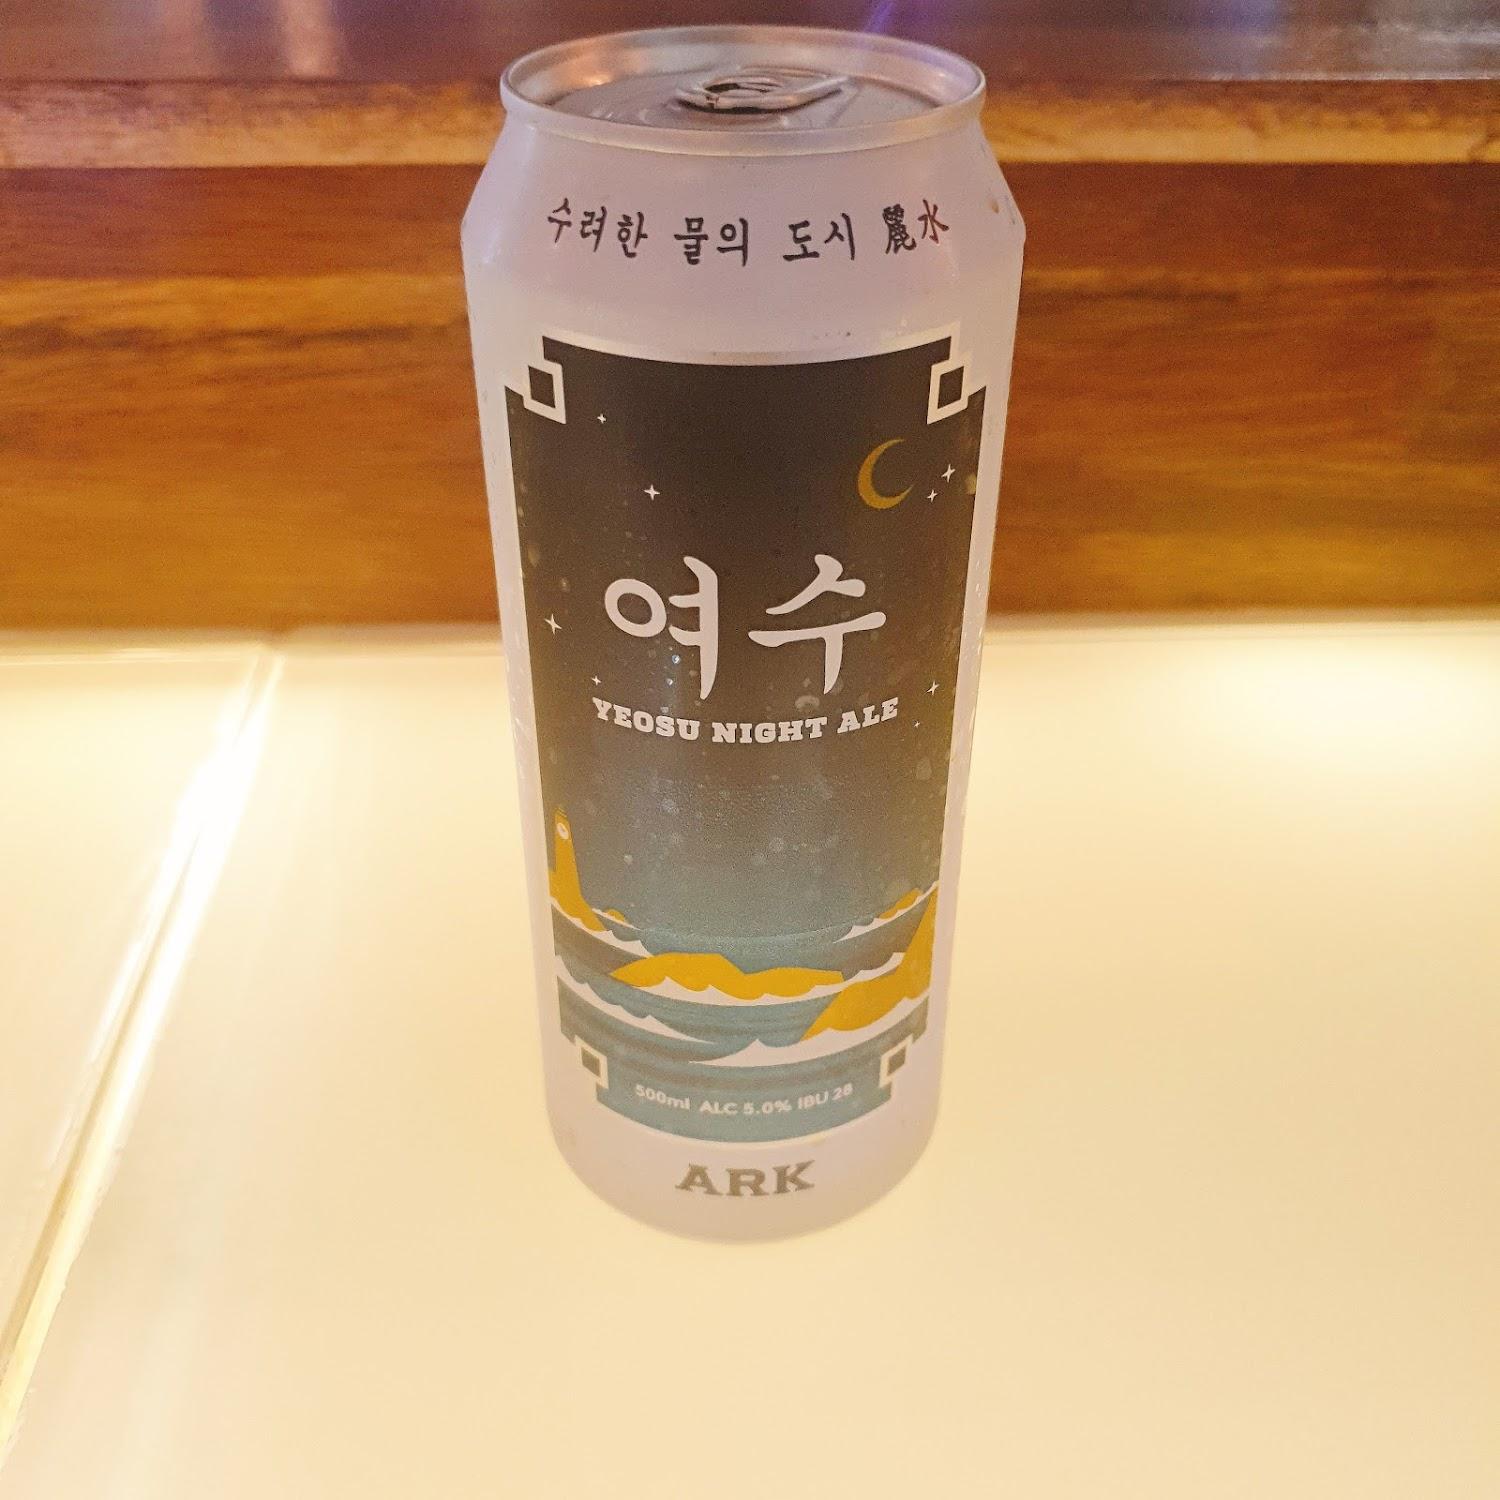 수려한 물의 도시 麗水
여수
YEOSU NIGHT ALE
500ml ALC 5.0% IBU 28
ARK